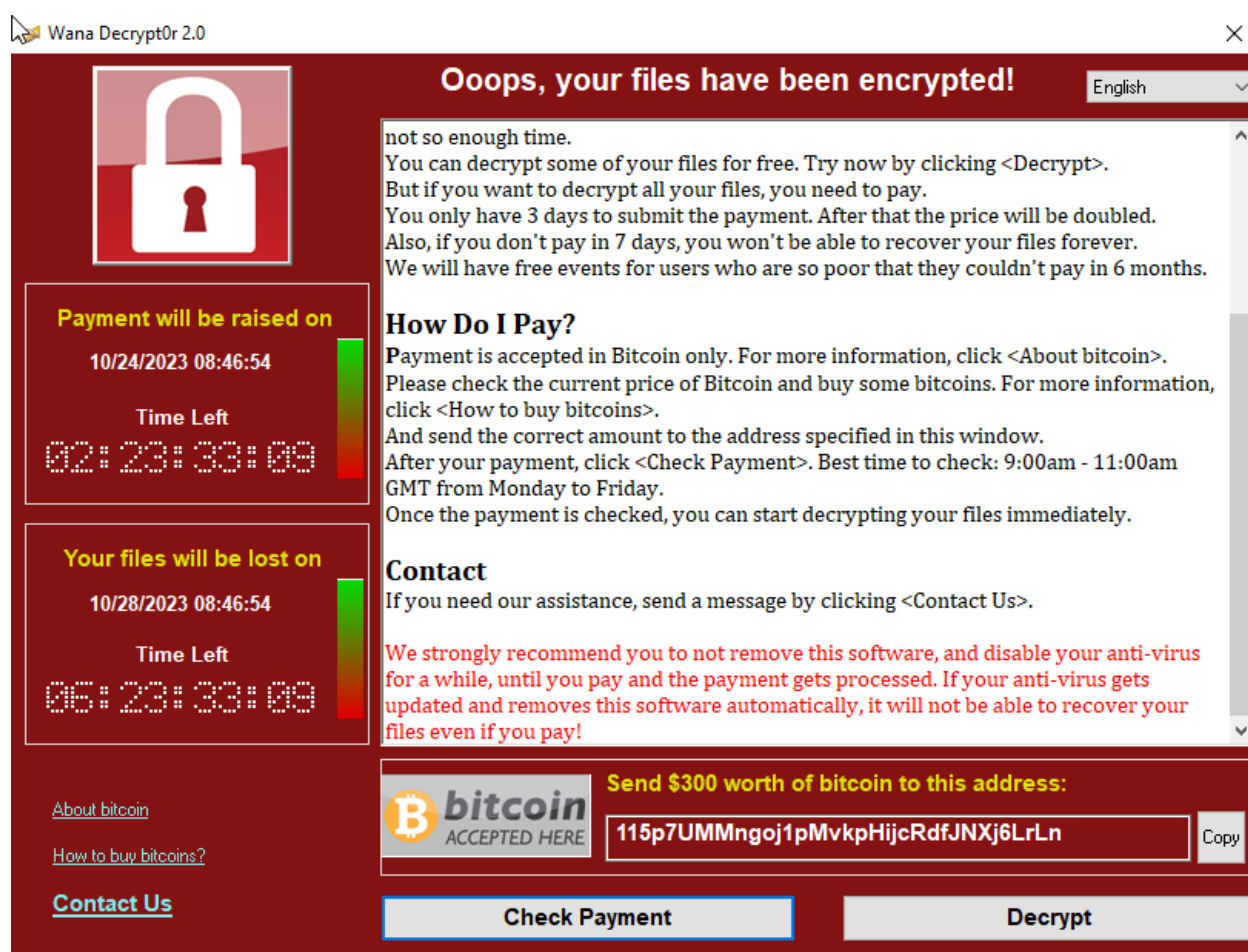 Wana Decrypt0r 2.0
Ooops, your files have been encrypted!
English
not so enough time.
You can decrypt some of your files for free. Try now by clicking <Decrypt>.
But if you want to decrypt all your files, you need to pay.
You only have 3 days to submit the payment. After that the price will be doubled.
Also, if you don't pay in 7 days, you won't be able to recover your files forever.
We will have free events for users who are so poor that they couldn't pay in 6 months.
How Do I Pay?
Payment is accepted in Bitcoin only. For more information, click <About bitcoin>.
Please check the current price of Bitcoin and buy some bitcoins. For more information,
click <How to buy bitcoins>.
And send the correct amount to the address specified in this window.
After your payment, click <Check Payment>. Best time to check: 9:00am - 11:00am
GMT from Monday to Friday.
Once the payment is checked, you can start decrypting your files immediately.
Contact
If you need our assistance, send a message by clicking <Contact Us>.
We strongly recommend you to not remove this software, and disable your anti-virus
for a while, until you pay and the payment gets processed. If your anti-virus gets
updated and removes this software automatically, it will not be able to recover your
files even if you pay!
Payment will be raised on
10/24/2023 08:46:54
Time Left
02:23:33:09
Your files will be lost on
10/28/2023 08:46:54
Time Left
06:23:33:09
About bitcoin
How to buy bitcoins?
Contact Us
bitcoin
ACCEPTED HERE
Send $300 worth of bitcoin to this address:
115p7UMMngoj1pMvkpHijcRdfJNXj6LrLn
Copy
Check Payment
Decrypt